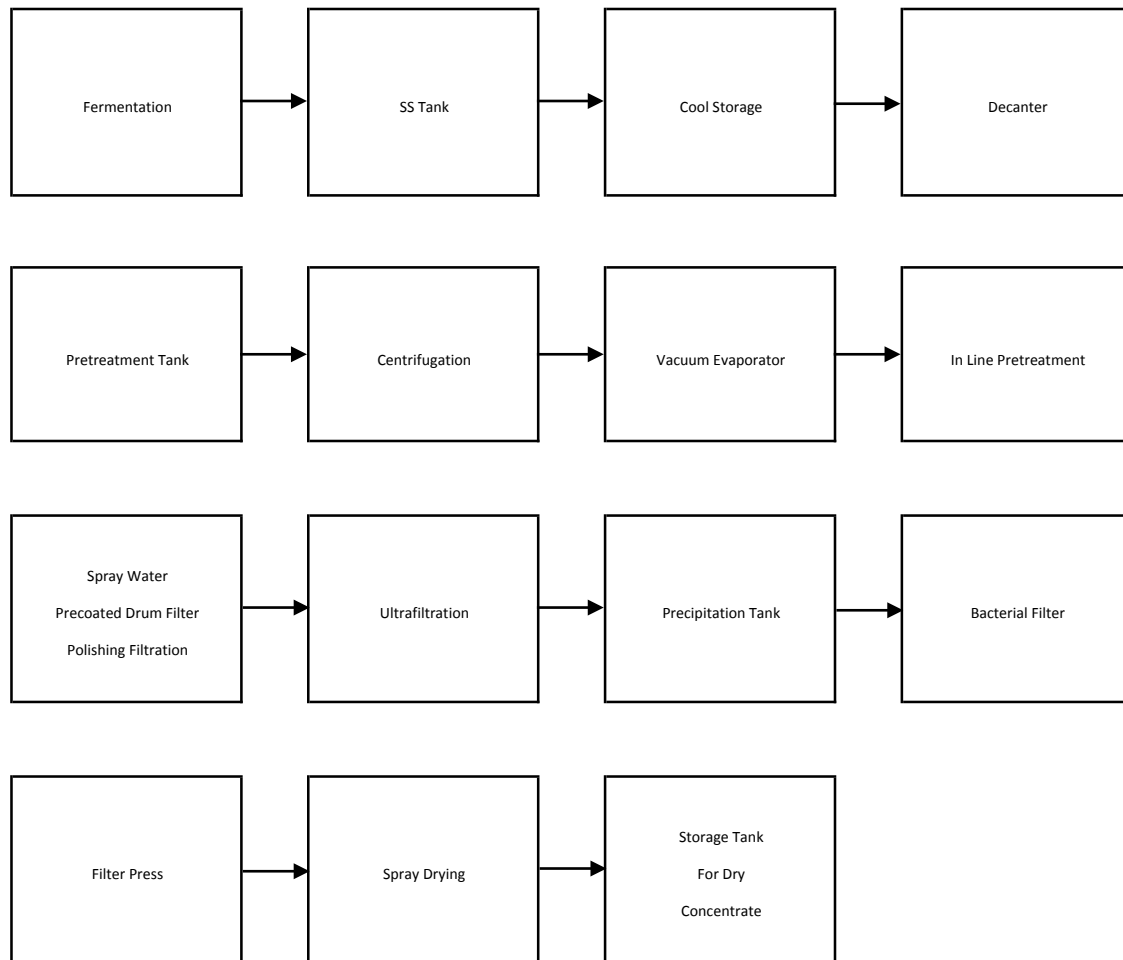 Fermentation
SS Tank
Cool Storage
Decanter
Pretreatment Tank
Centrifugation
Vacuum Evaporator
In Line Pretreatment
Spray Water
Precoated Drum Filter
Polishing Filtration
Ultrafiltration
Precipitation Tank
Bacterial Filter
Filter Press
Spray Drying
Storage Tank
For Dry
Concentrate